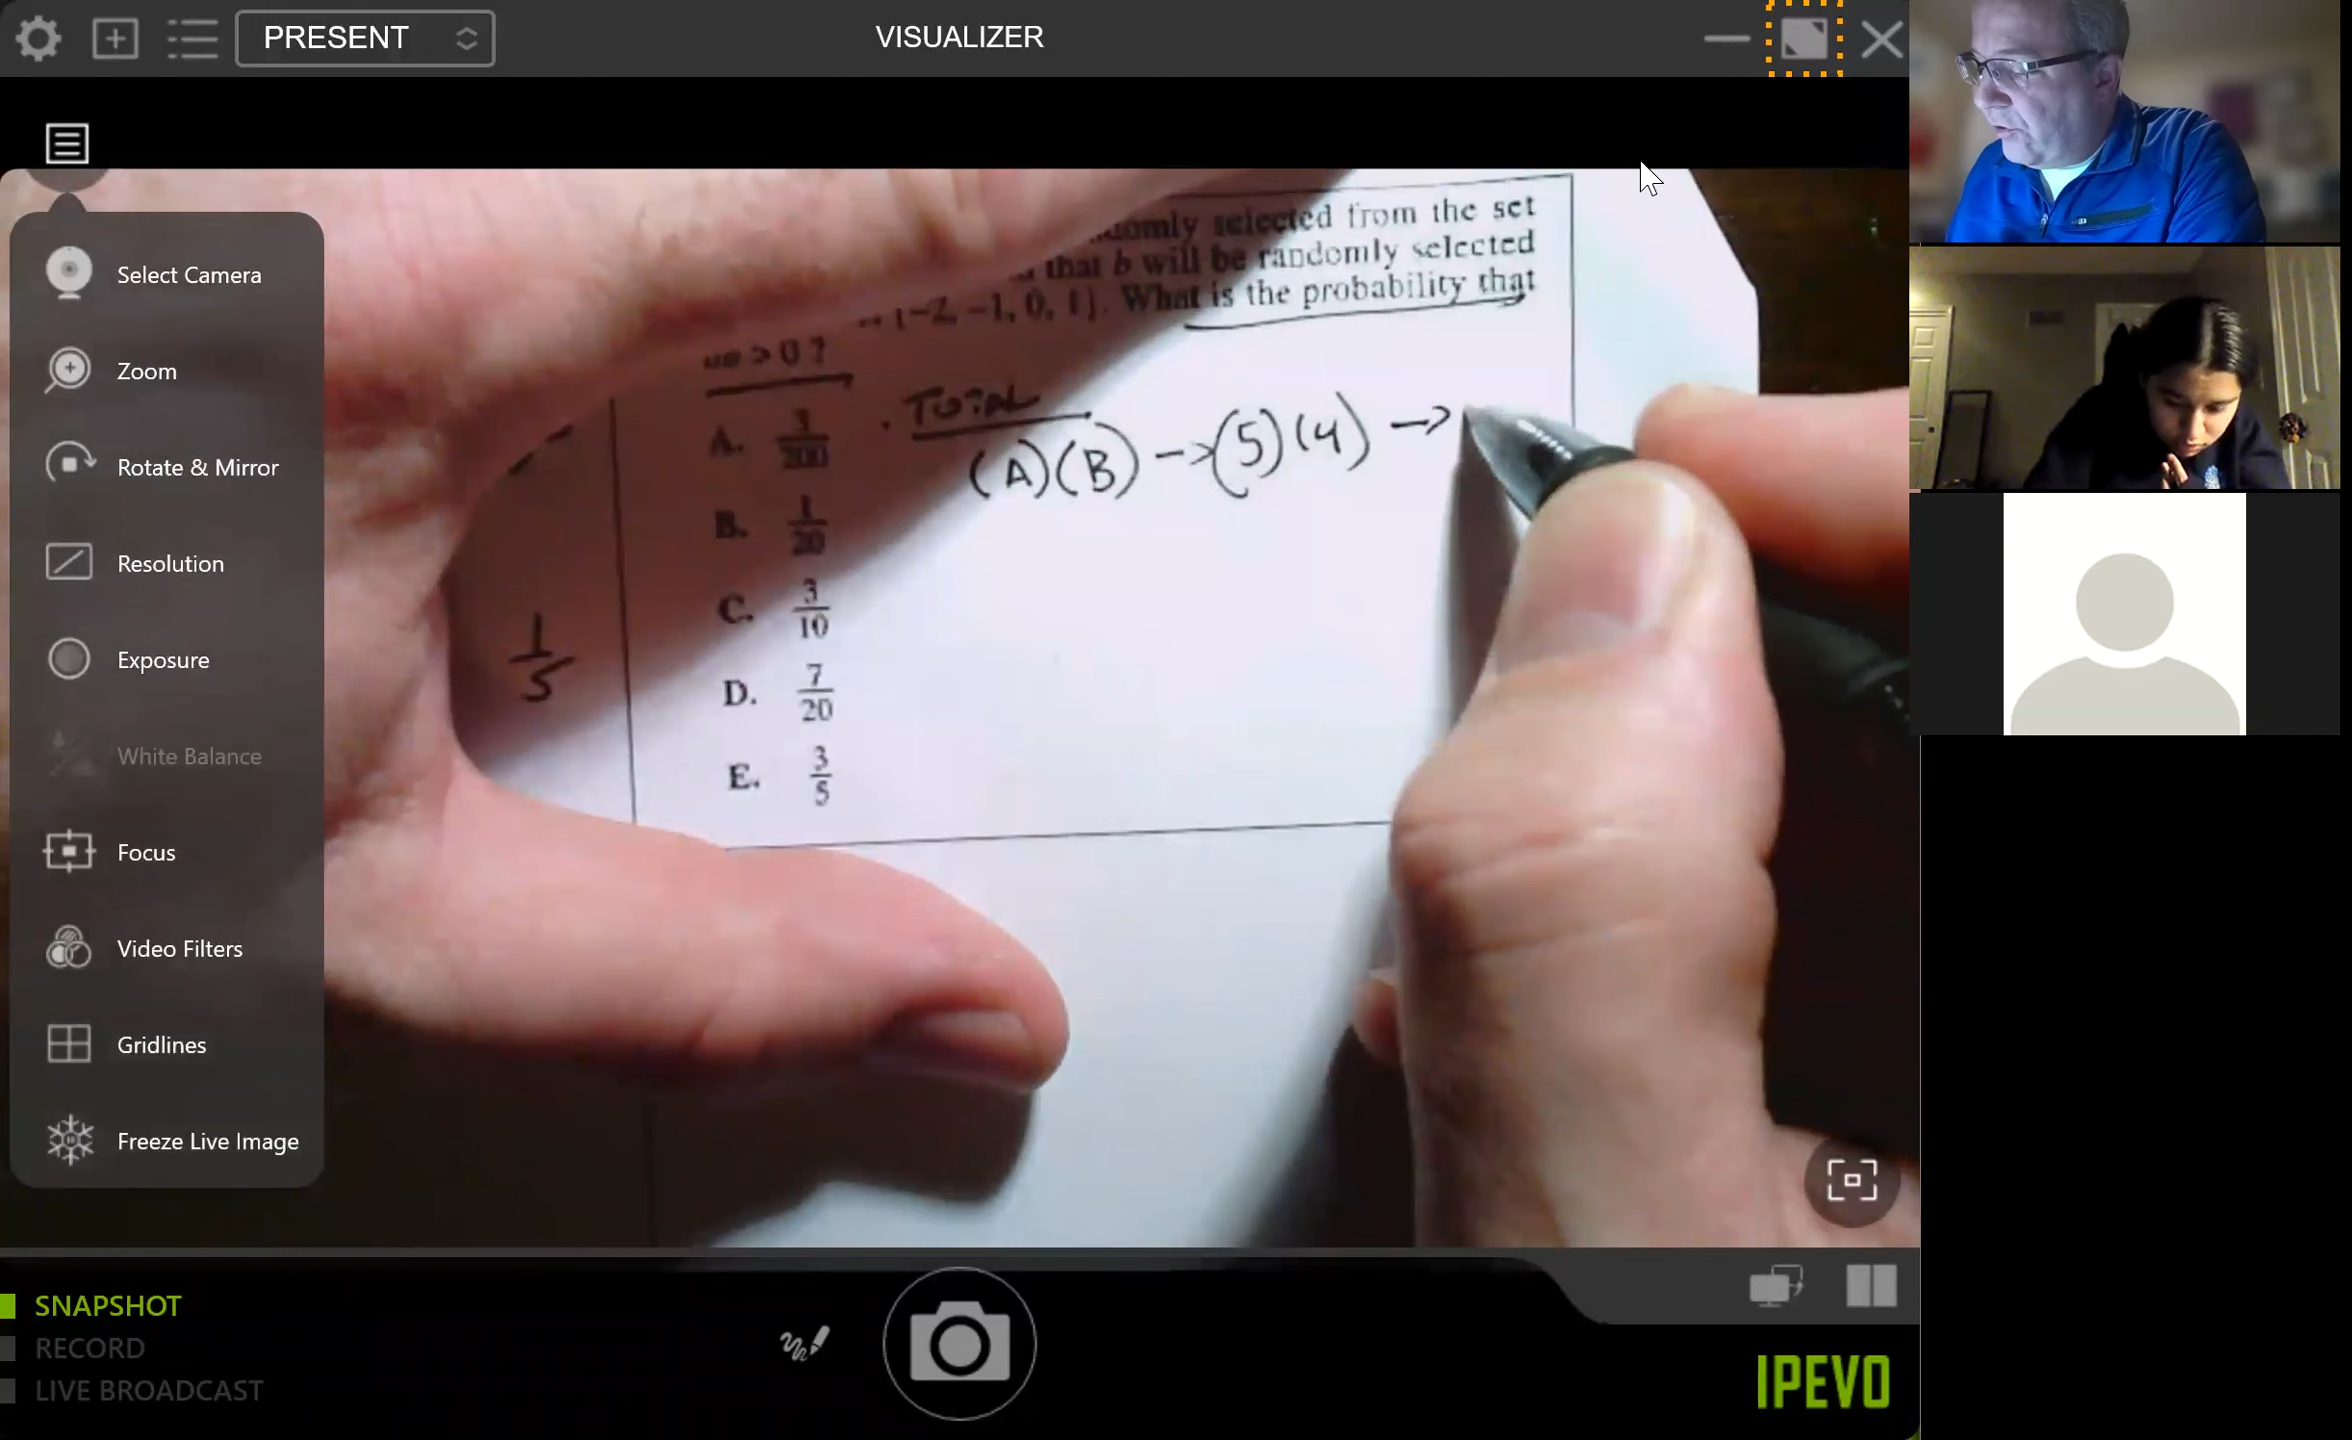 PRESENT
VISUALIZER
Select Camera
Zoom
Rotate & Mirror
Resolution
Exposure
White Balance
Focus
Video Filters
Gridlines
Freeze Live Image
selected from the set
that b will be randomly selected
{-2, -1, 0, 1}. What is the probability that
> 0 ?
TOTAL
(A)(B) → (5)(4) →
A. 3/200
B. 1/20
C. 3/10
D. 7/20
E. 3/5
1/5
SNAPSHOT
RECORD
LIVE BROADCAST
IPEVO